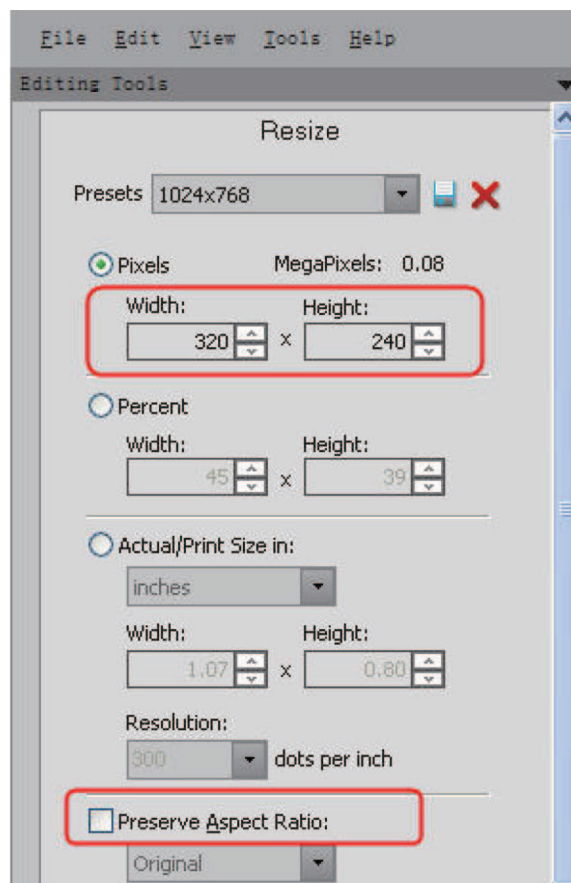 File Edit View Tools Help
Editing Tools
Resize
Presets 1024x768
Pixels MegaPixels: 0.08
Width: Height:
320 x 240
Percent
Width: Height:
45 x 39
Actual/Print Size in:
inches
Width: Height:
1.07 x 0.80
Resolution:
300 dots per inch
Preserve Aspect Ratio:
Original